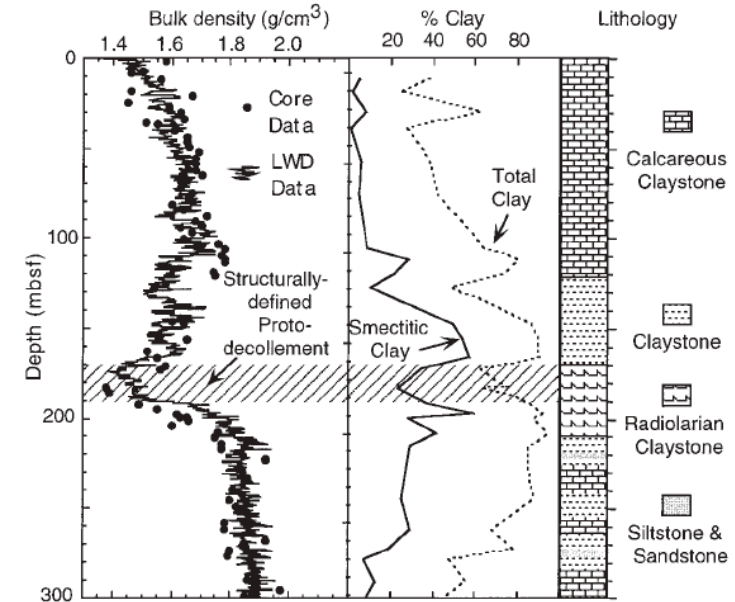 Bulk density (g/cm3)
1.4 1.6 1.8 2.0
% Clay
20 40 60 80
Lithology
Depth (mbsf)
0
100
200
300
Core
Data
LWD
Data
Structurally-
defined
Proto-
decollement
Total
Clay
Smectitic
Clay
Calcareous
Claystone
Claystone
Radiolarian
Claystone
Siltstone &
Sandstone